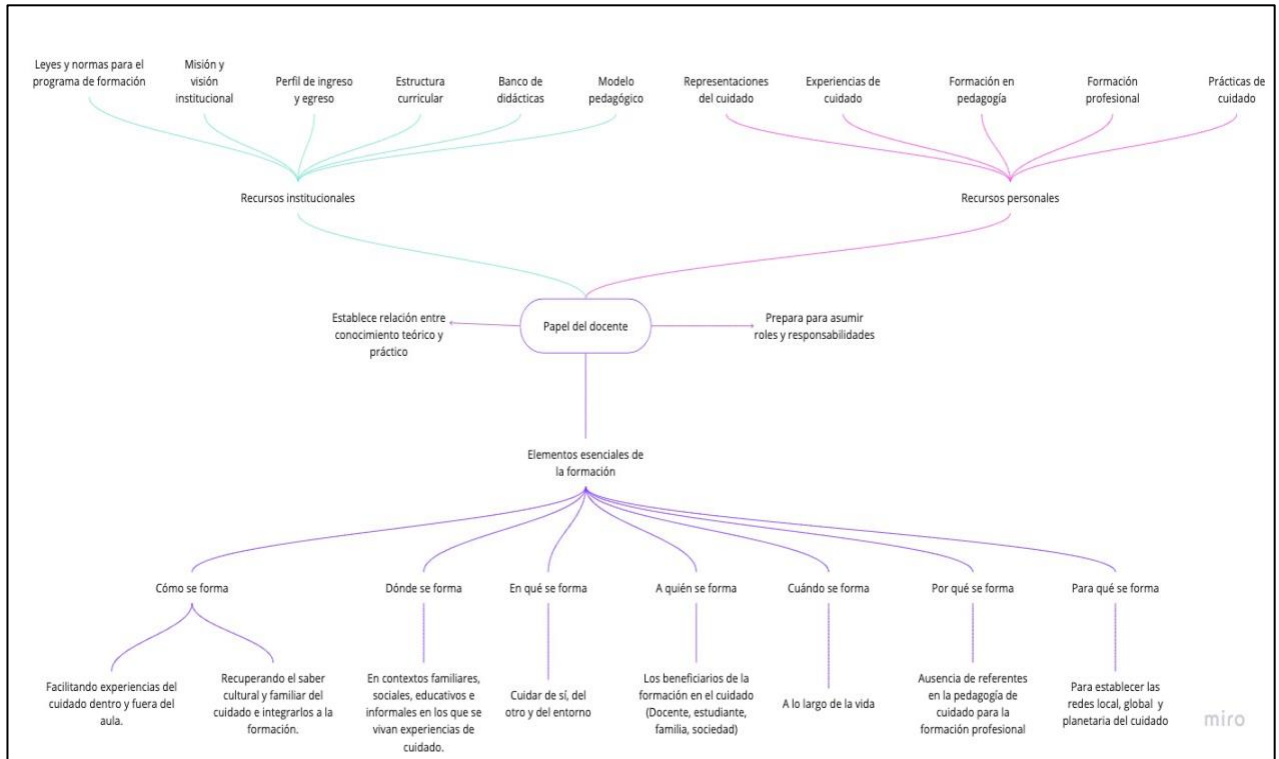 Leyes y normas para el
programa de formación
Misión y
visión
institucional
Perfil de ingreso
y egreso
Estructura
curricular
Banco de
didácticas
Modelo
pedagógico
Representaciones
del cuidado
Experiencias de
cuidado
Formación en
pedagogía
Formación
profesional
Prácticas de
cuidado
Recursos institucionales
Recursos personales
Establece relación entre
conocimiento teórico y
práctico
Papel del docente
Prepara para asumir
roles y responsabilidades
Elementos esenciales de
la formación
Cómo se forma
Dónde se forma
En qué se forma
A quién se forma
Cuándo se forma
Por qué se forma
Para qué se forma
Facilitando experiencias del
cuidado dentro y fuera del
aula.
Recuperando el saber
cultural y familiar del
cuidado e integrarlos a la
formación.
En contextos familiares,
sociales, educativos e
informales en los que se
vivan experiencias de
cuidado.
Cuidar de sí, del
otro y del entorno
Los beneficiarios de la
formación en el cuidado
(Docente, estudiante,
familia, sociedad)
A lo largo de la vida
Ausencia de referentes
en la pedagogía de
cuidado para la
formación profesional
Para establecer las
redes local, global y
planetaria del cuidado
miro